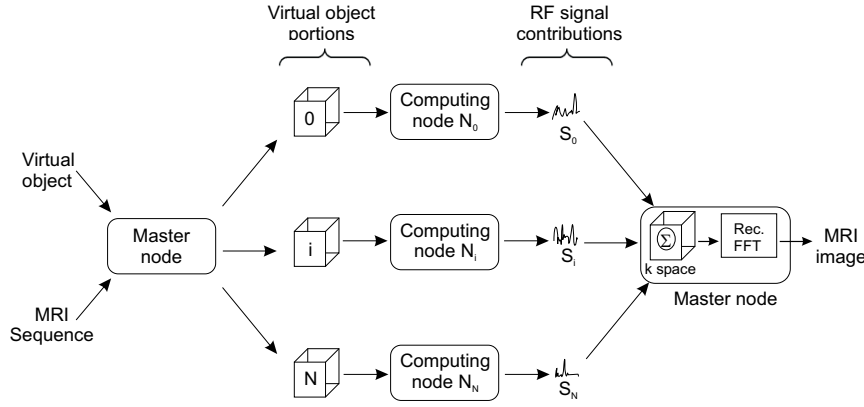 Virtual object
portions
RF signal
contributions
0
Computing
node N0
S0
Virtual
object
Master
node
MRI
Sequence
i
Computing
node Ni
Si
Σ
k space
Rec.
FFT
Master node
MRI
image
N
Computing
node NN
SN